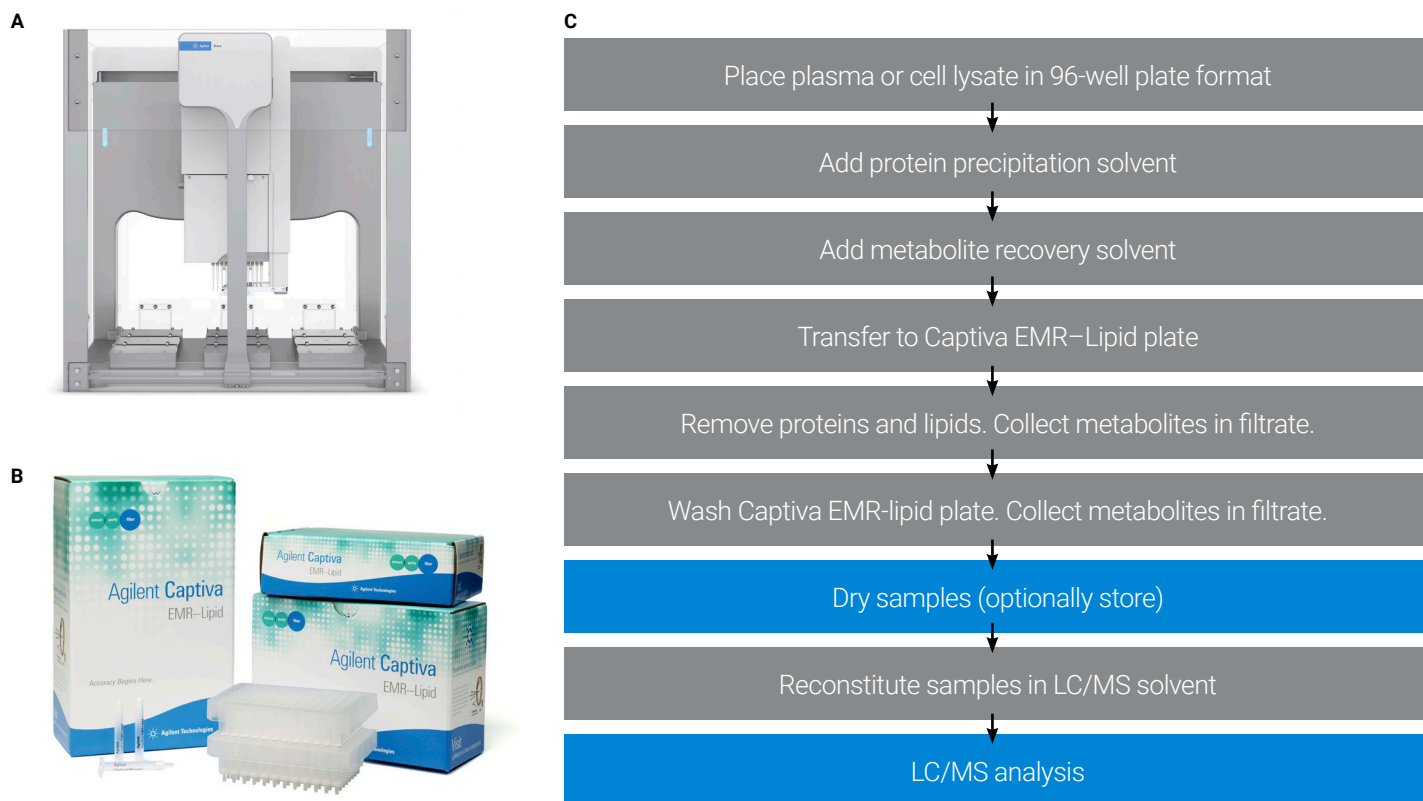 A
Agilent Bravo
B
Agilent Captiva
EMR–Lipid
Accuracy Begins Here
Agilent Technologies
Agilent Captiva
EMR–Lipid
Agilent Technologies
Agilent Captiva
EMR–Lipid
Visit
C
Place plasma or cell lysate in 96-well plate format
Add protein precipitation solvent
Add metabolite recovery solvent
Transfer to Captiva EMR–Lipid plate
Remove proteins and lipids. Collect metabolites in filtrate.
Wash Captiva EMR-lipid plate. Collect metabolites in filtrate.
Dry samples (optionally store)
Reconstitute samples in LC/MS solvent
LC/MS analysis